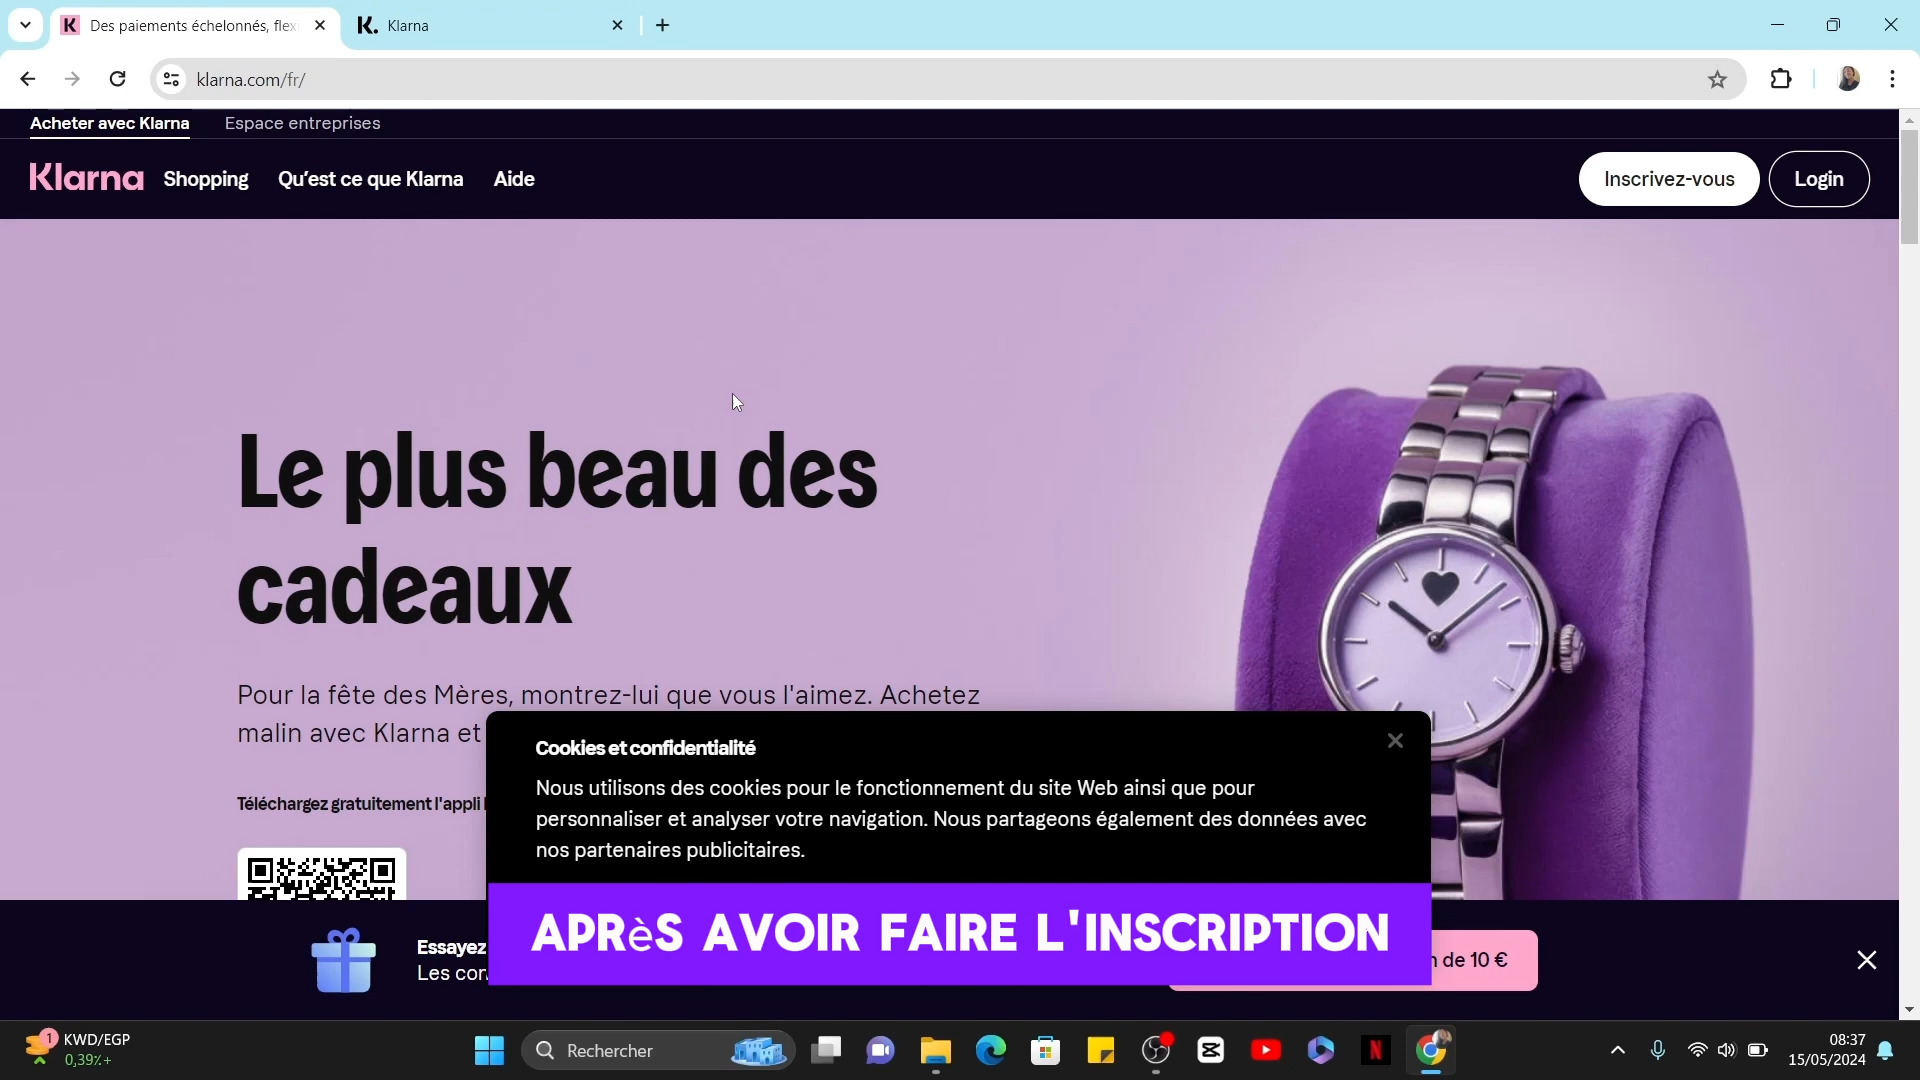 Des paiements échelonnés, flex
Klarna
klarna.com/fr/
Acheter avec Klarna
Espace entreprises
Klarna
Shopping
Qu'est ce que Klarna
Aide
Inscrivez-vous
Login
Le plus beau des
cadeaux
Pour la fête des Mères, montrez-lui que vous l'aimez. Achetez
malin avec Klarna et
Téléchargez gratuitement l'appli
Cookies et confidentialité
Nous utilisons des cookies pour le fonctionnement du site Web ainsi que pour
personnaliser et analyser votre navigation. Nous partageons également des données avec
nos partenaires publicitaires.
APRèS AVOIR FAIRE L'INSCRIPTION
Essayez
Les
de 10 €
1
KWD/EGP
0,39%+
Rechercher
08:37
15/05/2024